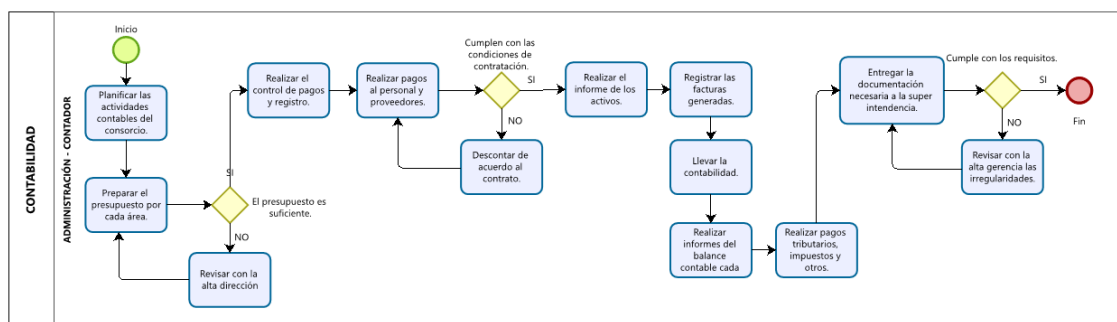 CONTABILIDAD
ADMINISTRACIÓN - CONTADOR
Inicio
Planificar las
actividades
contables del
consorcio.
Preparar el
presupuesto por
cada área.
SI
El presupuesto es
suficiente.
NO
Revisar con la
alta dirección
Realizar el
control de pagos
y registro.
Realizar pagos
al personal y
proveedores.
Cumplen con las
condiciones de
contratación.
SI
NO
Descontar de
acuerdo al
contrato.
Realizar el
informe de los
activos.
Registrar las
facturas
generadas.
Llevar la
contabilidad.
Realizar
informes del
balance
contable cada
Realizar pagos
tributarios,
impuestos y
otros.
Entregar la
documentación
necesaria a la super
intendencia.
Cumple con los requisitos.
SI
NO
Revisar con la
alta gerencia las
irregularidades.
Fin